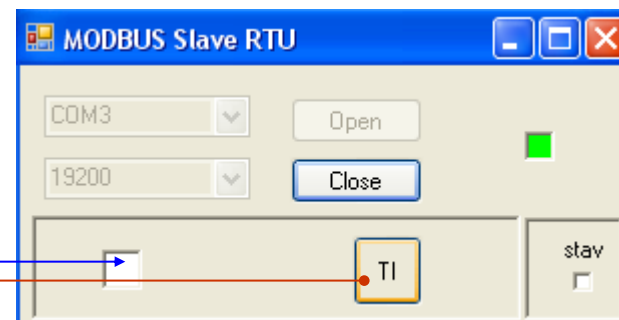 MODBUS Slave RTU
COM3
Open
19200
Close
TI
stav